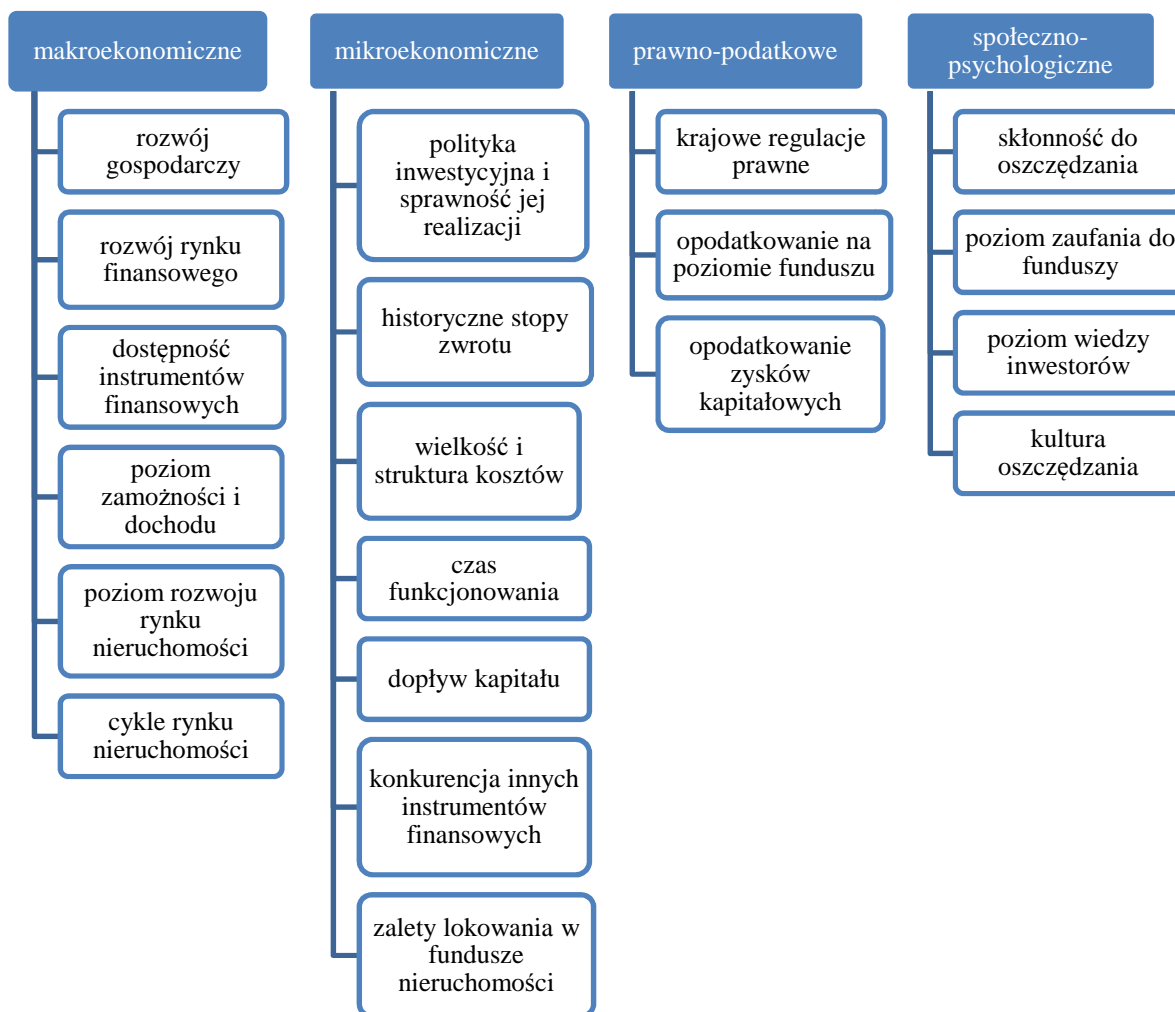 makroekonomiczne
rozwój
gospodarczy
rozwój rynku
finansowego
dostępność
instrumentów
finansowych
poziom
zamożności i
dochodu
poziom rozwoju
rynku
nieruchomości
cykle rynku
nieruchomości
mikroekonomiczne
polityka
inwestycyjna i
sprawność jej
realizacji
historyczne stopy
zwrotu
wielkość i
struktura kosztów
czas
funkcjonowania
dopływ kapitału
konkurencja innych
instrumentów
finansowych
zalety lokowania w
fundusze
nieruchomości
prawno-podatkowe
krajowe regulacje
prawne
opodatkowanie na
poziomie funduszu
opodatkowanie
zysków
kapitałowych
społeczno-
psychologiczne
skłonność do
oszczędzania
poziom zaufania do
funduszy
poziom wiedzy
inwestorów
kultura
oszczędzania